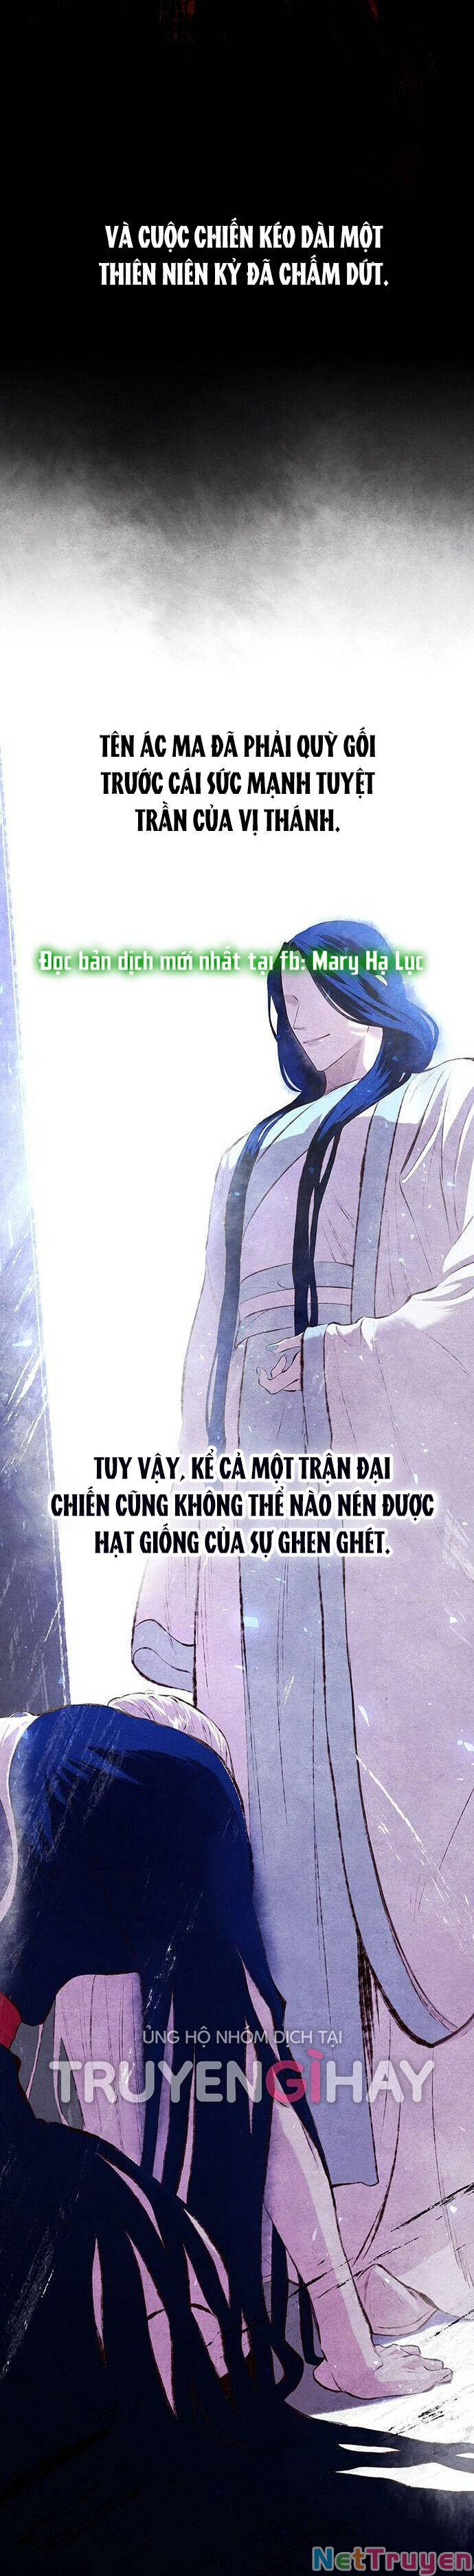 VÀ CUỘC CHIẾN KÉO DÀI MỘT
THIÊN NIÊN KỶ ĐÃ CHẤM DỨT.
TÊN ÁC MA ĐÃ PHẢI QUỲ GỐI
TRƯỚC CÁI SỨC MẠNH TUYỆT
TRẦN CỦA VỊ THÁNH.
Đọc bản dịch mới nhất tại fb: Mary Hạ Lục
TUY VẬY, KỂ CẢ MỘT TRẬN ĐẠI
CHIẾN CŨNG KHÔNG THỂ NÀO NÉN ĐƯỢC
HẠT GIỐNG CỦA SỰ GHEN GHÉT.
ỦNG HỘ NHÓM DỊCH TẠI
TRUYENGÌHAY
NetTruyen